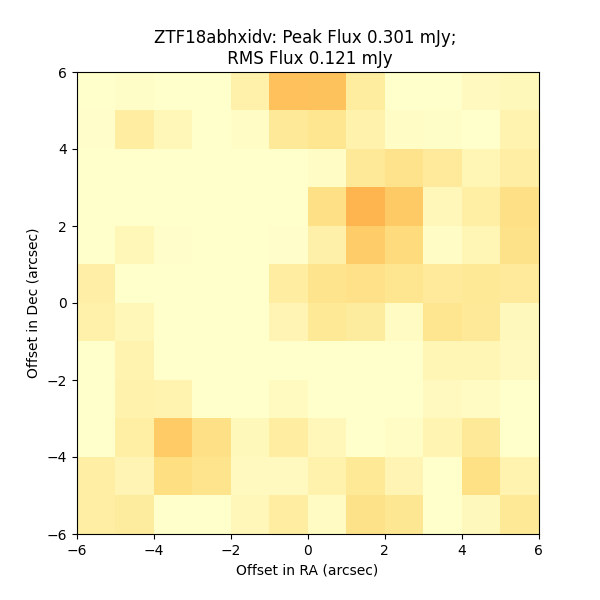 ZTF18abhxidv: Peak Flux 0.301 mJy;
RMS Flux 0.121 mJy
6
4
2
0
−2
−4
−6
Offset in Dec (arcsec)
−6 −4 −2 0 2 4 6
Offset in RA (arcsec)